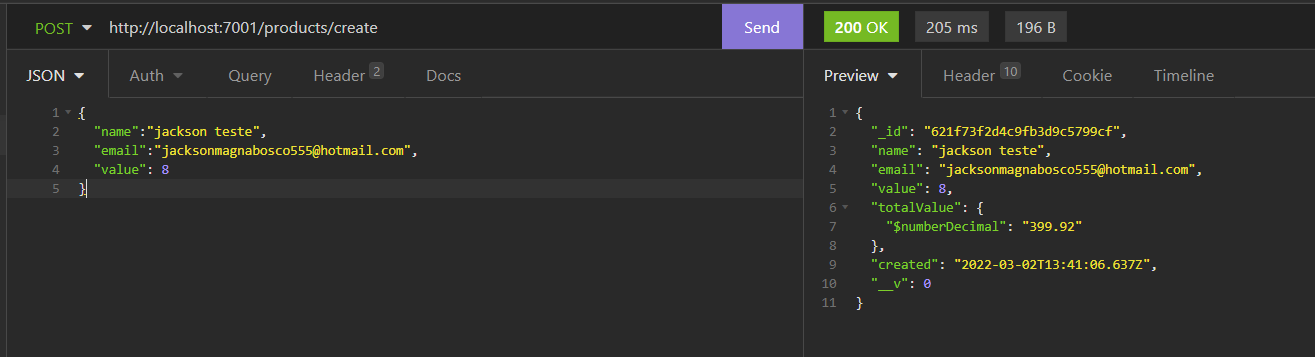 POST http://localhost:7001/products/create Send 200 OK 205 ms 196 B
JSON Auth Query Header 2 Docs Preview Header 10 Cookie Timeline
1 {
2 "name":"jackson teste",
3 "email":"jacksonmagnabosco555@hotmail.com",
4 "value": 8
5 }
1 {
2 "_id": "621f73f2d4c9fb3d9c5799cf",
3 "name": "jackson teste",
4 "email": "jacksonmagnabosco555@hotmail.com",
5 "value": 8,
6 "totalValue": {
7 "$numberDecimal": "399.92"
8 },
9 "created": "2022-03-02T13:41:06.637Z",
10 "__v": 0
11 }